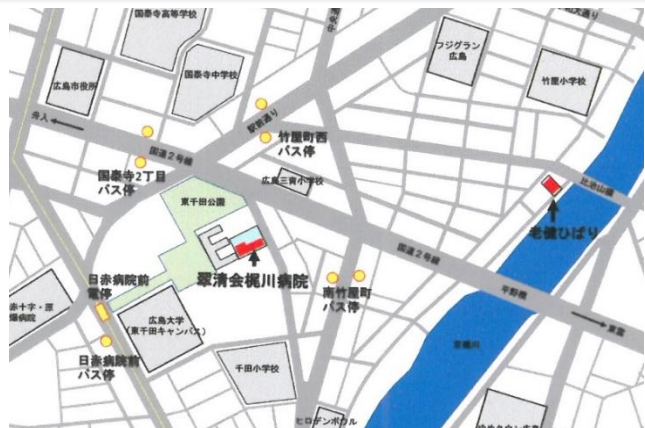 国泰寺高等学校
フジグラン
広島
竹屋小学校
広島市役所
国泰寺中学校
舟入
駅前通り
竹屋町西
バス停
国道2号線
国泰寺2丁目
バス停
広島三育小学校
比治山橋
東千田公園
老健ひばり
国道2号線
翠清会梶川病院
日赤病院前
電停
南竹屋町
バス停
平野橋
赤十字・原
爆病院
広島大学
(東千田キャンパス)
東雲
京橋川
日赤病院前
バス停
千田小学校
ヒロデンボウル